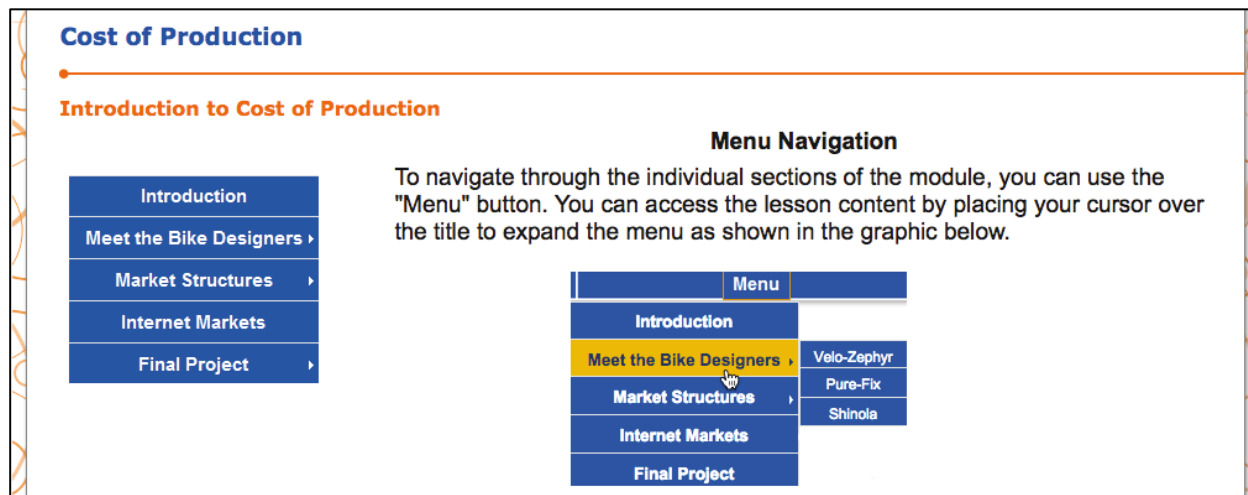 Cost of Production
Introduction to Cost of Production
Introduction
Meet the Bike Designers
Market Structures
Internet Markets
Final Project
Menu Navigation
To navigate through the individual sections of the module, you can use the
"Menu" button. You can access the lesson content by placing your cursor over
the title to expand the menu as shown in the graphic below.
Menu
Introduction
Meet the Bike Designers
Velo-Zephyr
Pure-Fix
Shinola
Market Structures
Internet Markets
Final Project